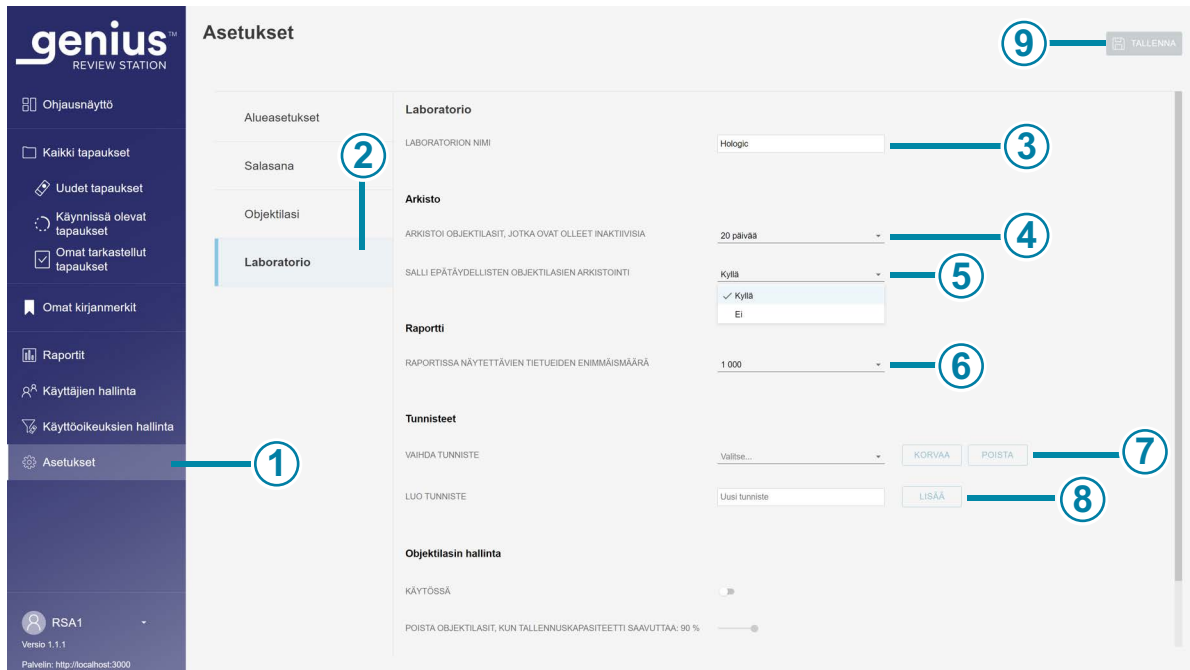 genius™
REVIEW STATION
Ohjausnäyttö
Kaikki tapaukset
Uudet tapaukset
Käynnissä olevat
tapaukset
Omat tarkastellut
tapaukset
Omat kirjanmerkit
Raportit
Käyttäjien hallinta
Käyttöoikeuksien hallinta
Asetukset
1
RSA1
Versio 1.1.1
Palvelin: http://localhost:3000
Asetukset
9
TALLENNA
Alueasetukset
Salasana
2
Objektilasi
Laboratorio
Laboratorio
LABORATORION NIMI
Hologic
3
Arkisto
ARKISTOI OBJEKTILASIT, JOTKA OVAT OLLEET INAKTIIVISIA
20 päivää
4
SALLI EPÄTÄYDELLISTEN OBJEKTILASIEN ARKISTOINTI
Kyllä
5
Kyllä
Ei
Raportti
RAPORTISSA NÄYTETTÄVIEN TIETUEIDEN ENIMMÄISMÄÄRÄ
1 000
6
Tunnisteet
VAIHDA TUNNISTE
Valitse...
KORVAA
POISTA
7
LUO TUNNISTE
Uusi tunniste
LISÄÄ
8
Objektilasin hallinta
KÄYTÖSSÄ
POISTA OBJEKTILASIT, KUN TALLENNUSKAPASITEETTI SAAVUTTAA: 90 %